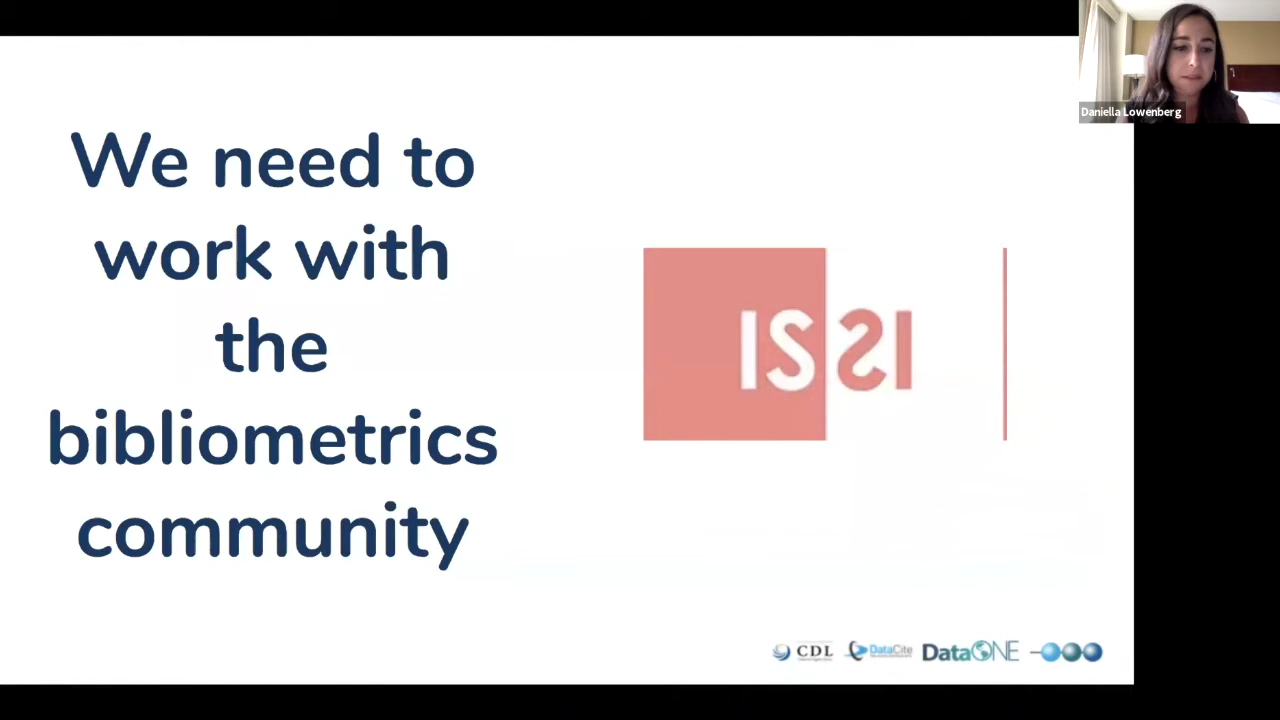 Daniella Lowenberg
We need to
work with
the
bibliometrics
community
ISSI
CDL
DataCite
DataONE